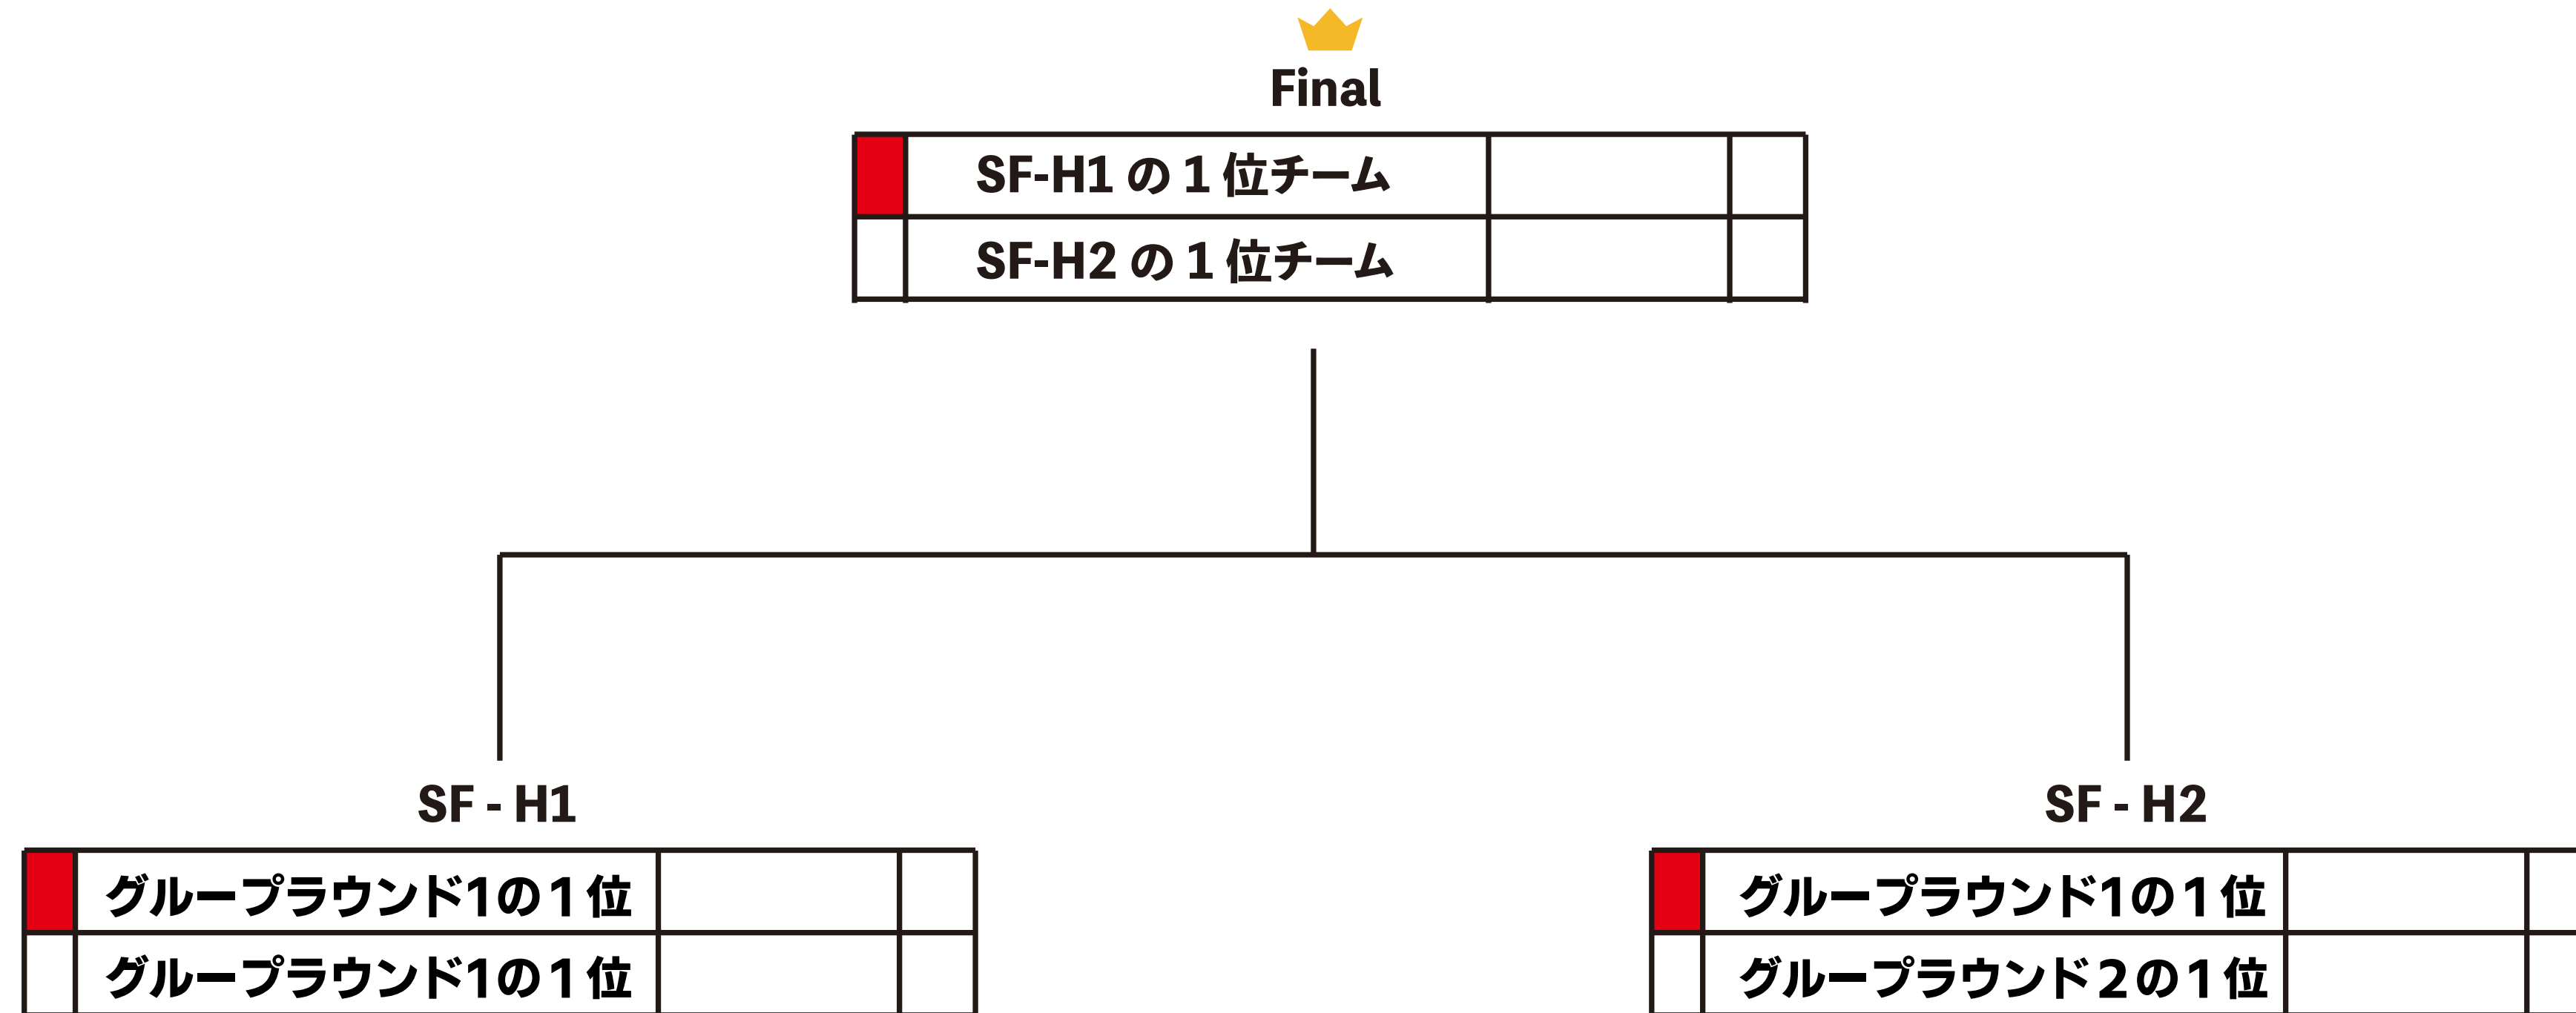 Final
SF-H1 の 1 位チーム
SF-H2 の 1 位チーム
SF - H1
SF - H2
グループラウンド1の1 位
グループラウンド1の1 位
グループラウンド1の1 位
グループラウンド2の1 位